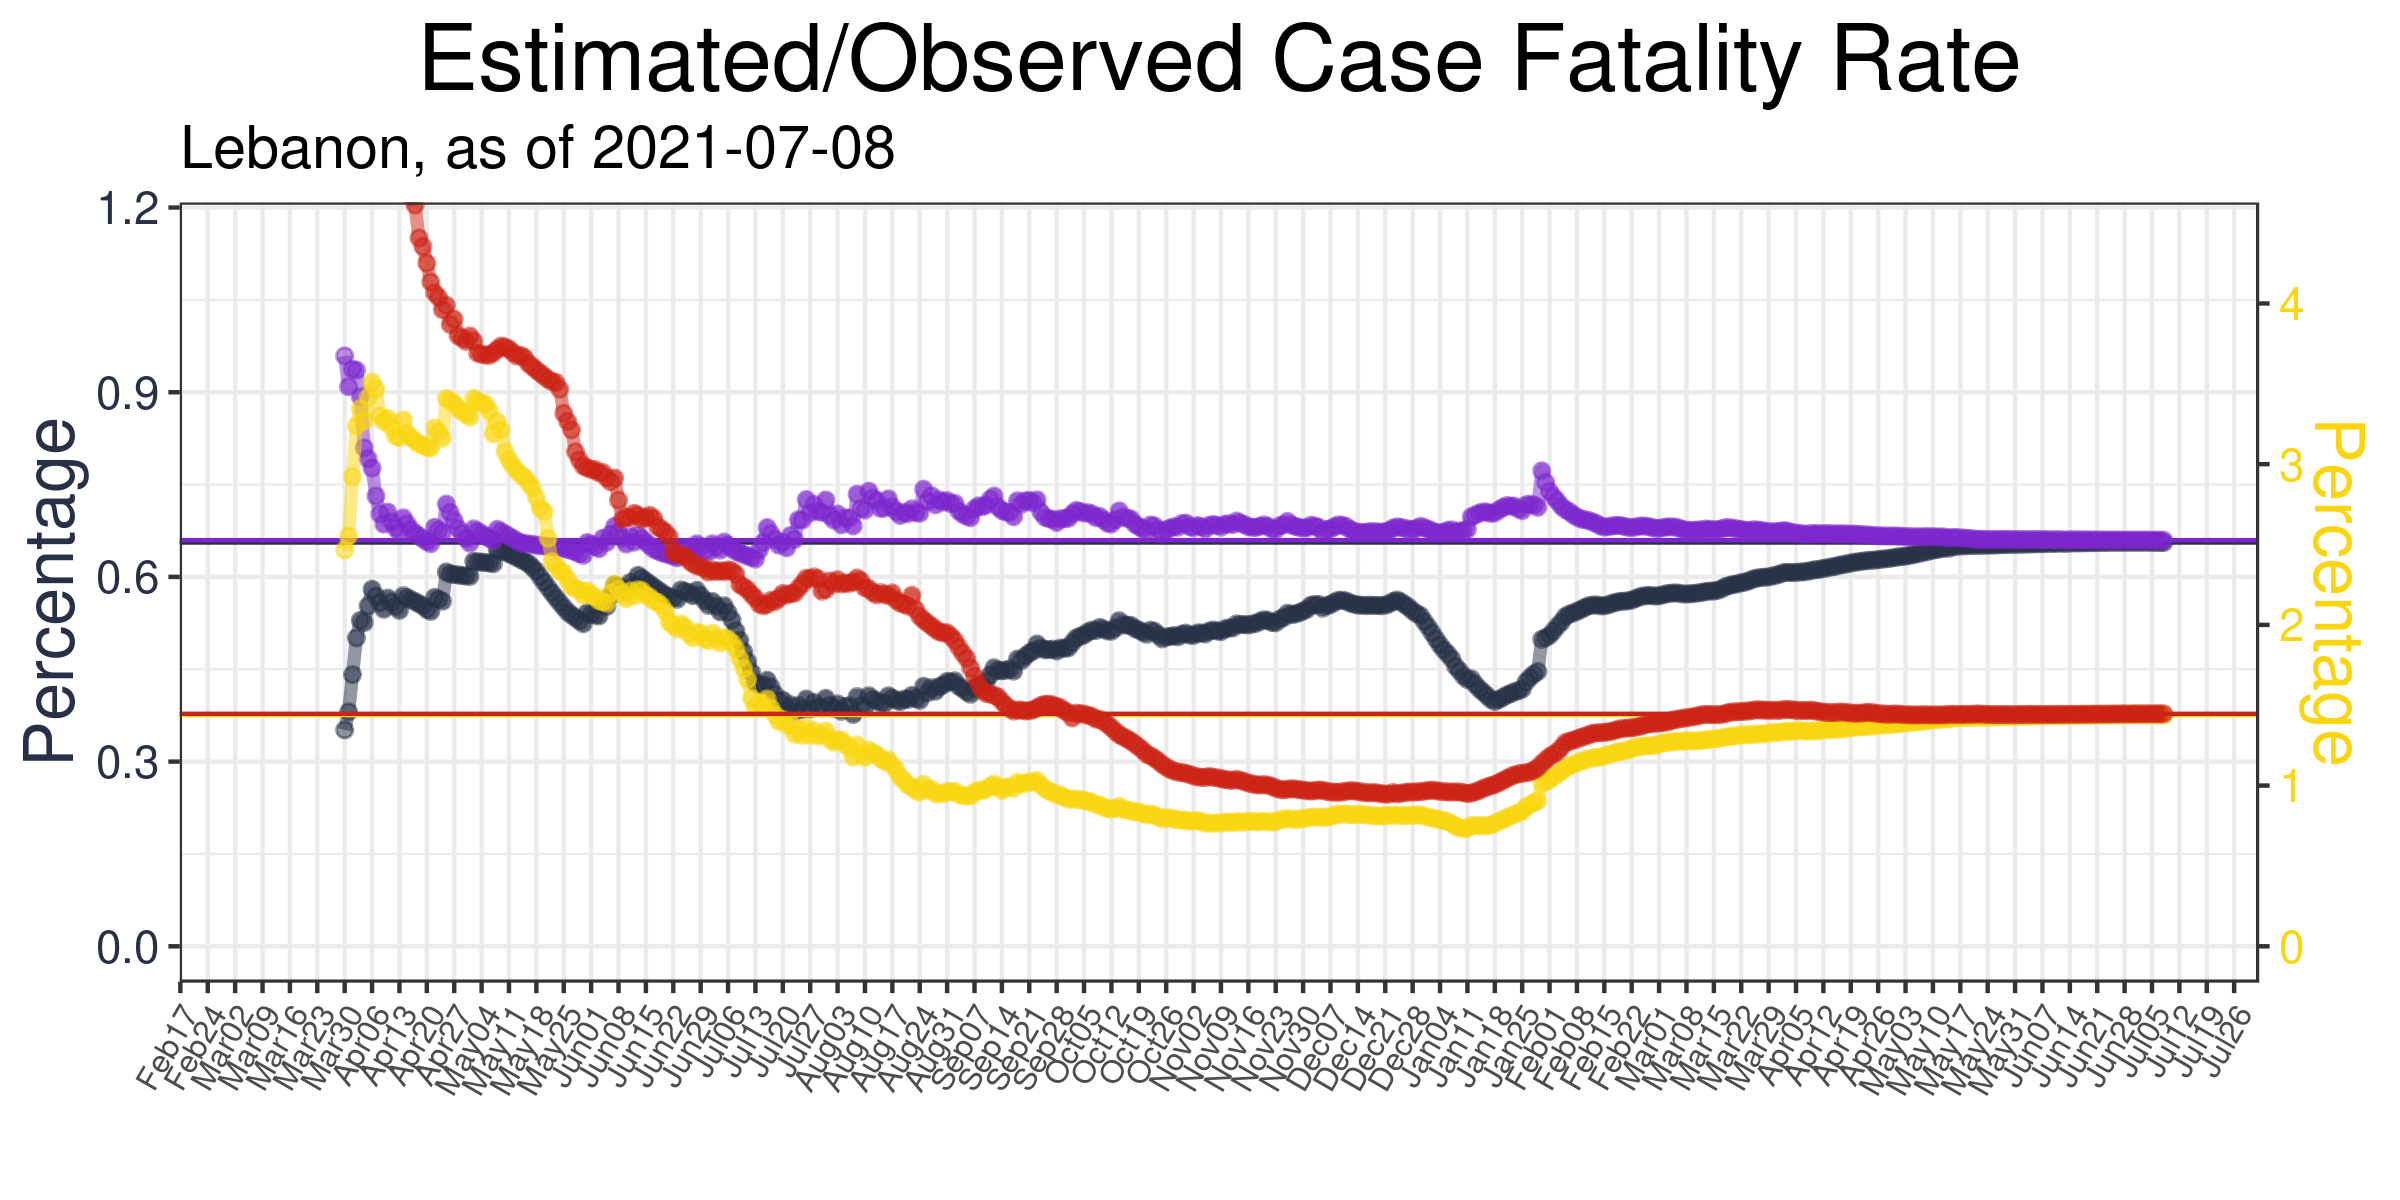 Estimated/Observed Case Fatality Rate
Lebanon, as of 2021-07-08
Percentage
1.2
0.9
0.6
0.3
0.0
4
3
2
1
0
Percentage
Feb17
Feb24
Mar02
Mar09
Mar16
Mar23
Mar30
Apr06
Apr13
Apr20
Apr27
May04
May11
May18
May25
Jun01
Jun08
Jun15
Jun22
Jun29
Jul06
Jul13
Jul20
Jul27
Aug03
Aug10
Aug17
Aug24
Aug31
Sep07
Sep14
Sep21
Sep28
Oct05
Oct12
Oct19
Oct26
Nov02
Nov09
Nov16
Nov23
Nov30
Dec07
Dec14
Dec21
Dec28
Jan04
Jan11
Jan18
Jan25
Feb01
Feb08
Feb15
Feb22
Mar01
Mar08
Mar15
Mar22
Mar29
Apr05
Apr12
Apr19
Apr26
May03
May10
May17
May24
May31
Jun07
Jun14
Jun21
Jun28
Jul05
Jul12
Jul19
Jul26